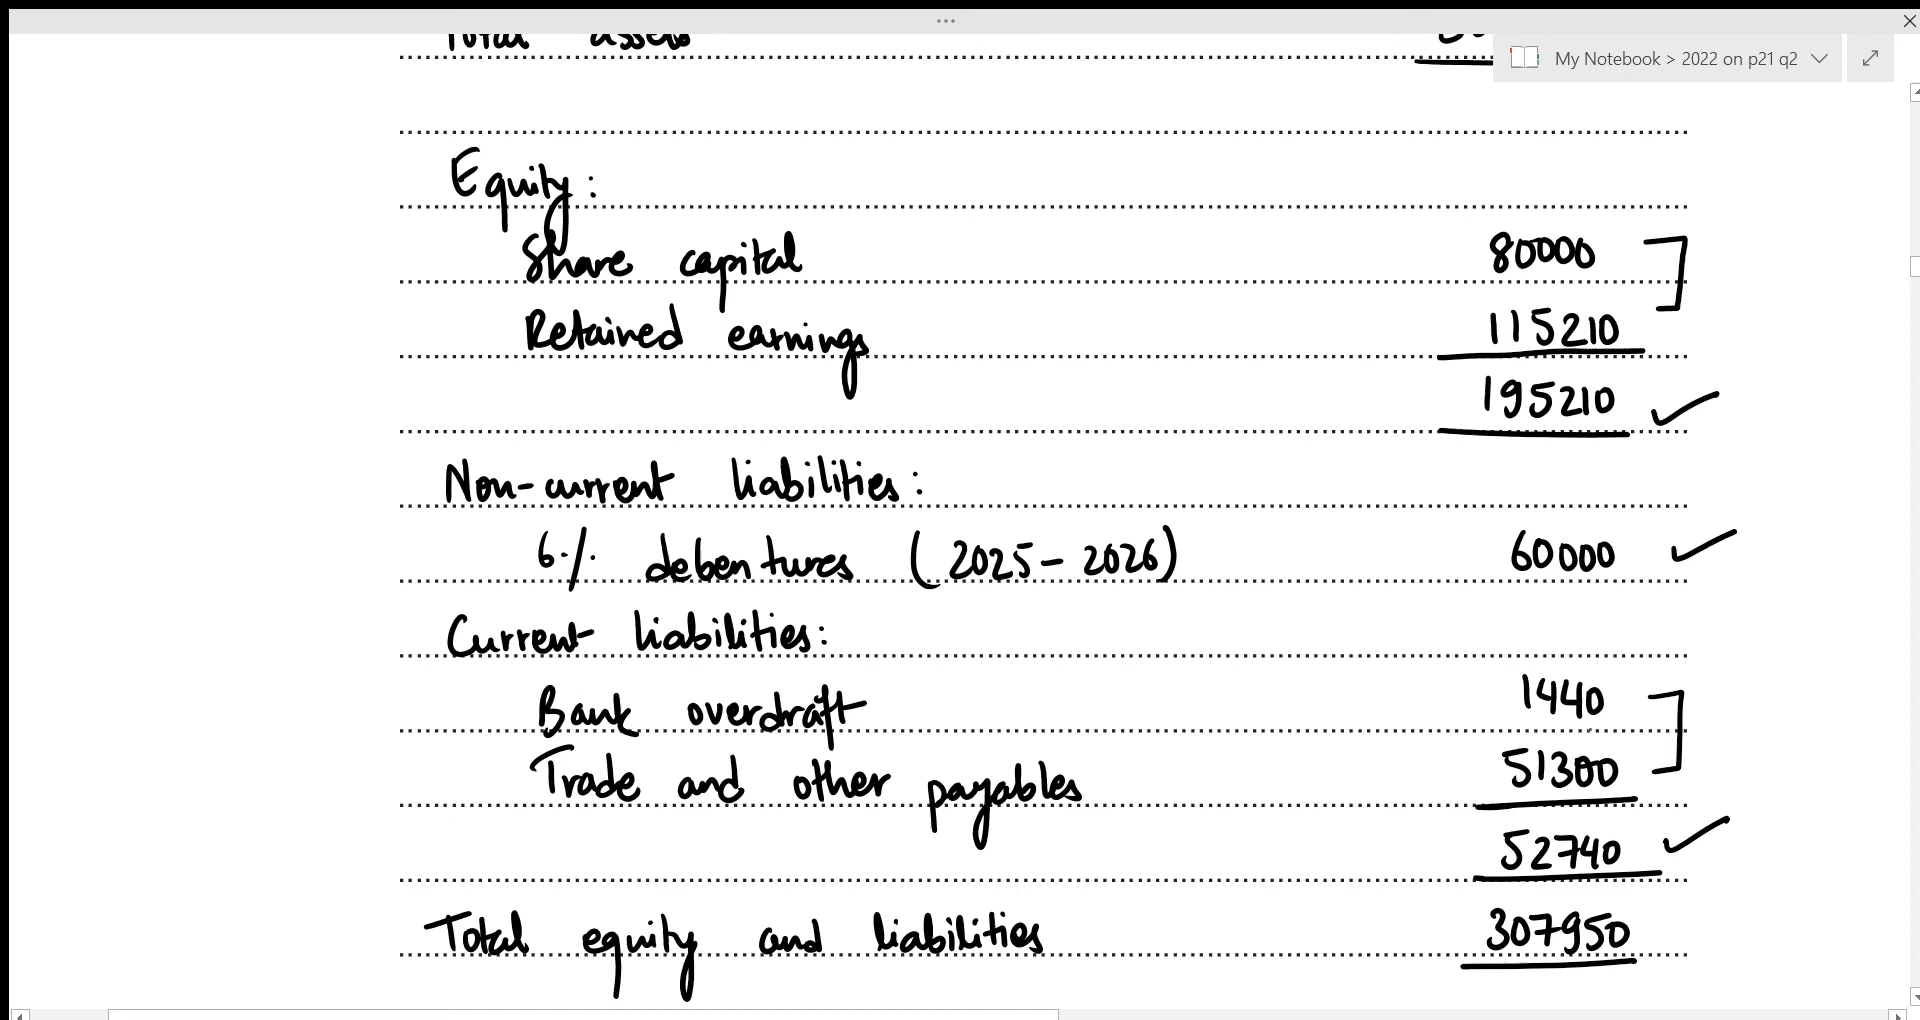 Total assets
My Notebook > 2022 on p21 q2
Equity:
Share capital 80000
Retained earnings 115210
195210
Non-current liabilities:
6% debentures (2025-2026) 60000
Current liabilities:
Bank overdraft 1440
Trade and other payables 51300
52740
Total equity and liabilities 307950